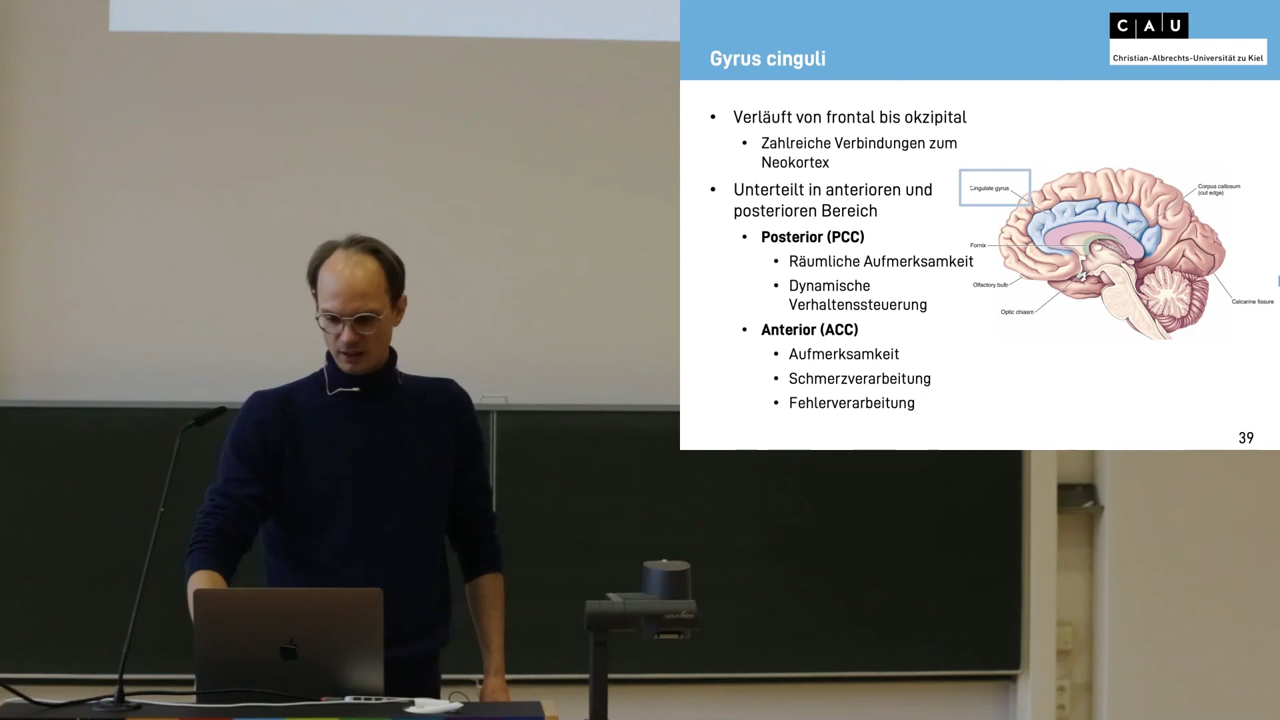 Gyrus cinguli
C A U
Christian-Albrechts-Universität zu Kiel
• Verläuft von frontal bis okzipital
• Zahlreiche Verbindungen zum
Neokortex
• Unterteilt in anterioren und
posterioren Bereich
• Posterior (PCC)
• Räumliche Aufmerksamkeit
• Dynamische
Verhaltenssteuerung
• Anterior (ACC)
• Aufmerksamkeit
• Schmerzverarbeitung
• Fehlerverarbeitung
Cingulate gyrus
Corpus callosum
(cut edge)
Fornix
Olfactory bulb
Optic chiasm
Calcarine fissure
39